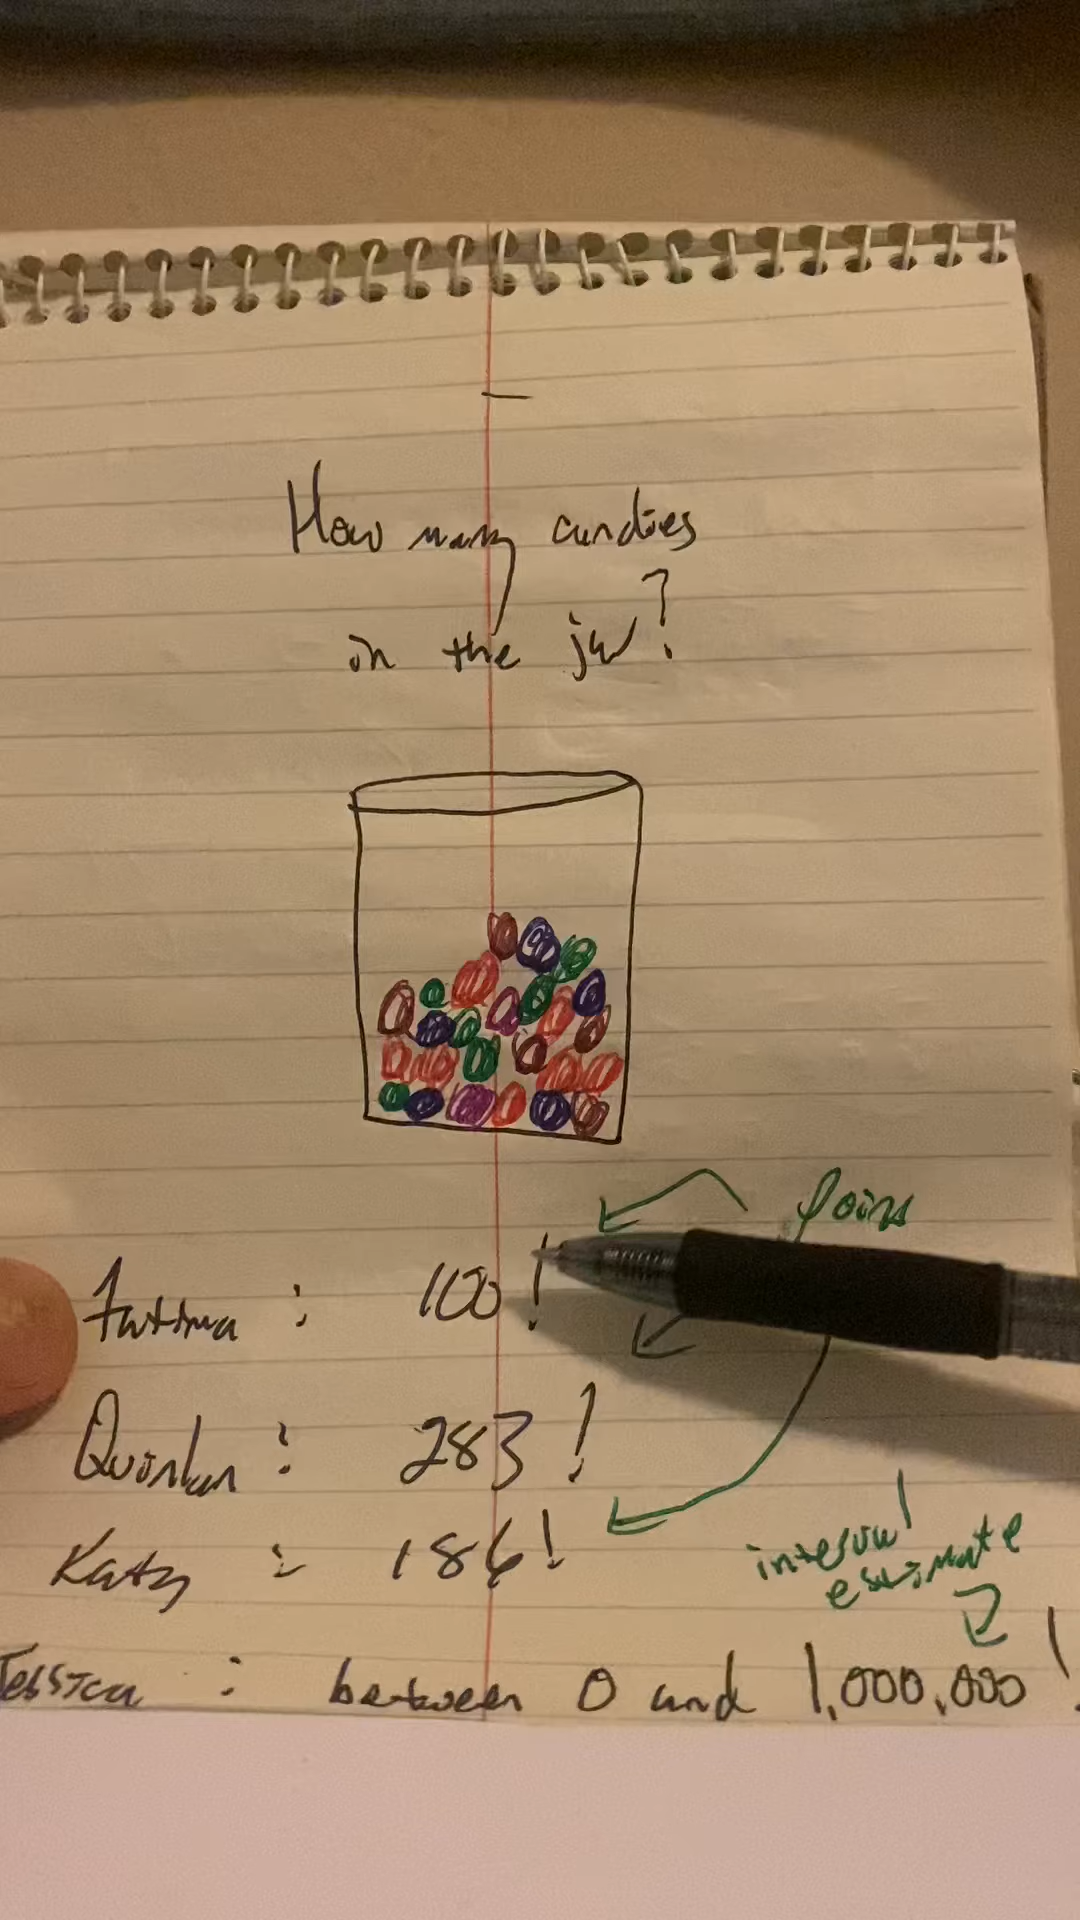 How many candies
in the jar?
Point
Fatima : 100!
Quinlan : 283!
Katy : 186!
interval
estimate
Jessica : between 0 and 1,000,000!